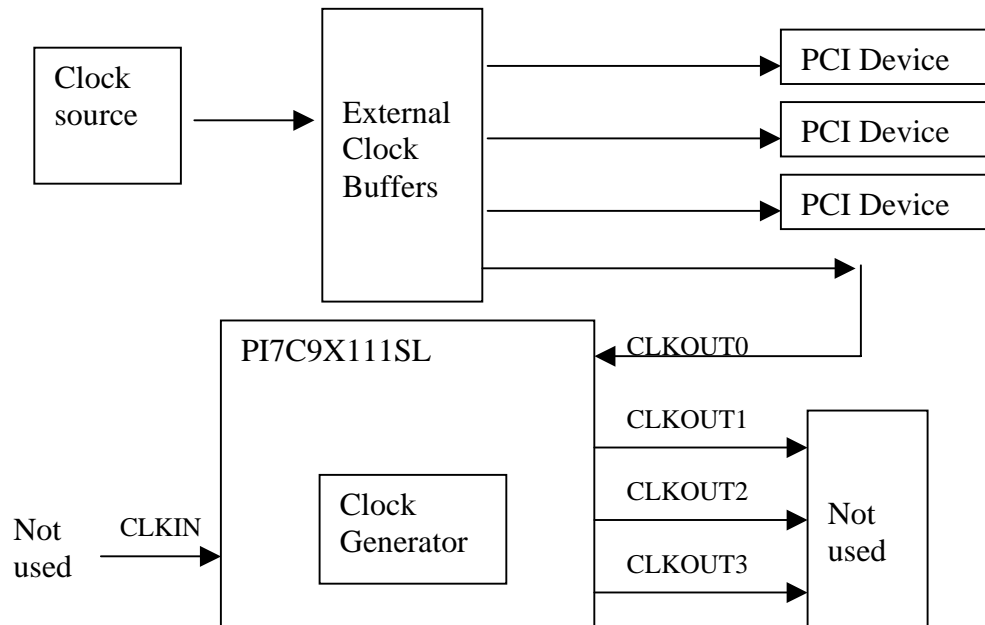 Clock
source
External
Clock
Buffers
PCI Device
PCI Device
PCI Device
PI7C9X111SL
CLKOUT0
CLKOUT1
CLKOUT2
CLKOUT3
Clock
Generator
Not
used
CLKIN
Not
used